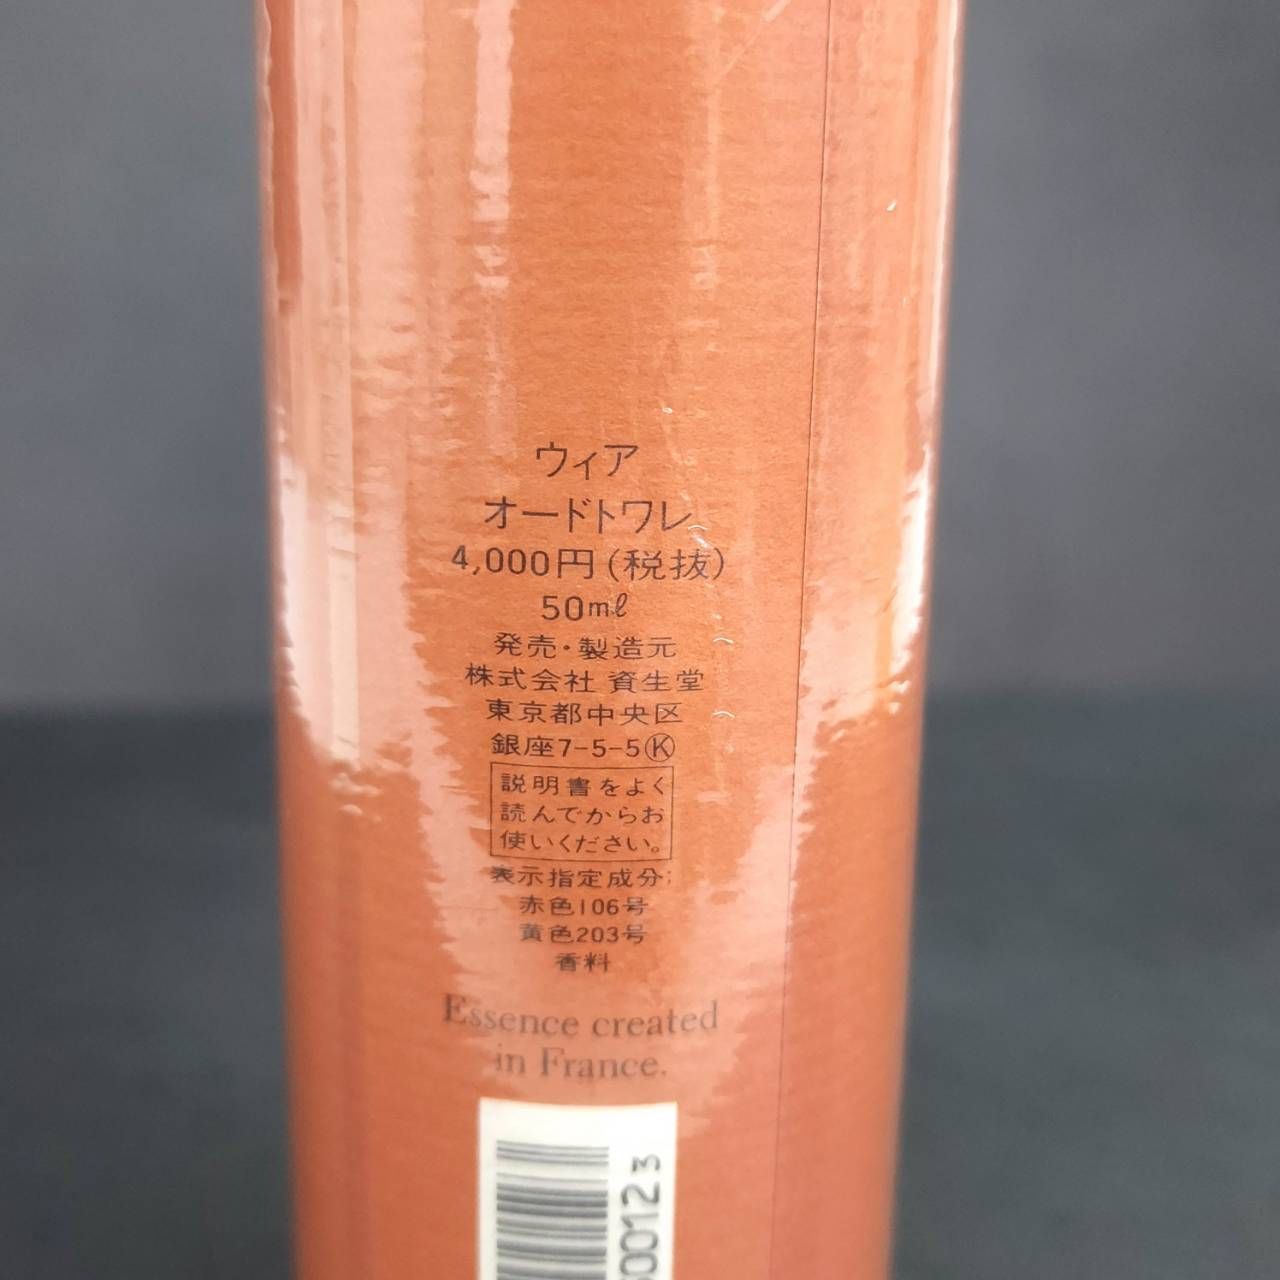 ウィア
オードトワレ
4,000円(税抜)
50mℓ
発売・製造元
株式会社 資生堂
東京都中央区
銀座7-5-5Ⓚ
説明書をよく
読んでからお
使いください。
表示指定成分:
赤色106号
黄色203号
香料
Essence created
in France.
00123